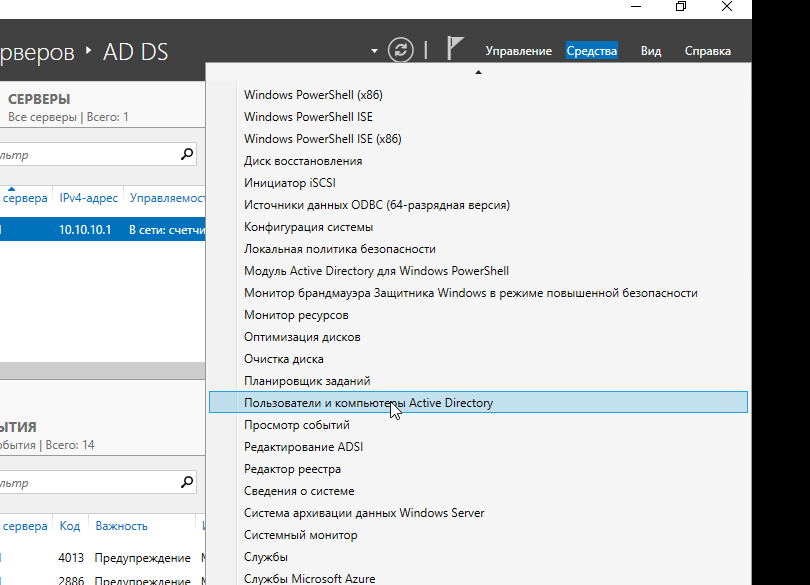 рверов ▸ AD DS
Управление Средства Вид Справка
СЕРВЕРЫ
Все серверы | Всего: 1
льтр
сервера IPv4-адрес Управляемост
10.10.10.1 В сети: счетчи
ЫТИЯ
обытия | Всего: 14
льтр
сервера Код Важность
4013 Предупреждение
2886 Предупреждение
Windows PowerShell (x86)
Windows PowerShell ISE
Windows PowerShell ISE (x86)
Диск восстановления
Инициатор iSCSI
Источники данных ODBC (64-разрядная версия)
Конфигурация системы
Локальная политика безопасности
Модуль Active Directory для Windows PowerShell
Монитор брандмауэра Защитника Windows в режиме повышенной безопасности
Монитор ресурсов
Оптимизация дисков
Очистка диска
Планировщик заданий
Пользователи и компьютеры Active Directory
Просмотр событий
Редактирование ADSI
Редактор реестра
Сведения о системе
Система архивации данных Windows Server
Системный монитор
Службы
Службы Microsoft Azure